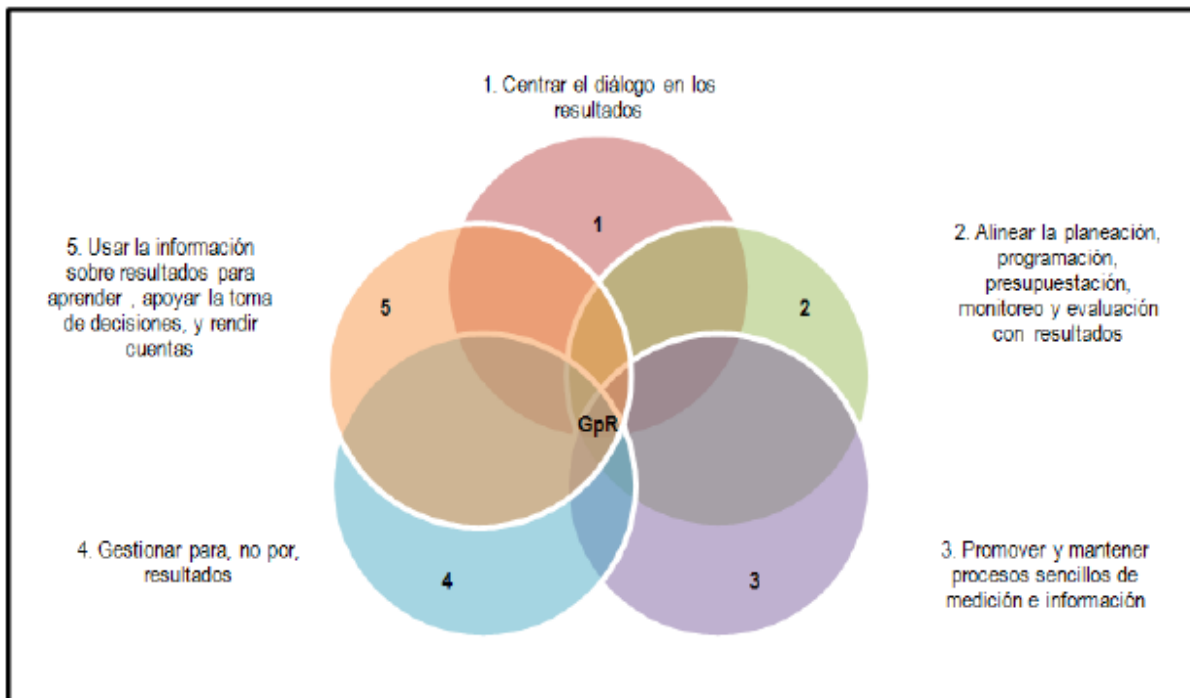 1. Centrar el diálogo en los
resultados
1
2. Alinear la planeación,
programación,
presupuestación,
monitoreo y evaluación
con resultados
2
3. Promover y mantener
procesos sencillos de
medición e información
3
4. Gestionar para, no por,
resultados
4
5. Usar la información
sobre resultados para
aprender , apoyar la toma
de decisiones, y rendir
cuentas
5
GpR